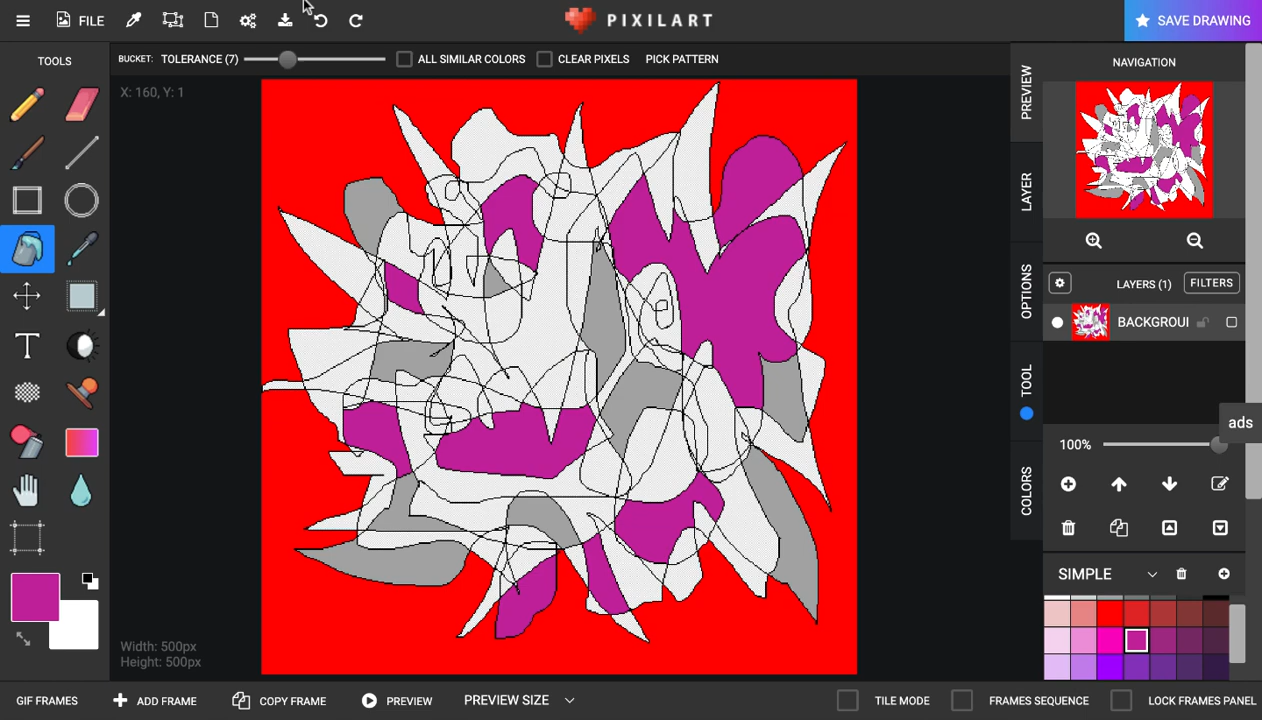 FILE
PIXILART
SAVE DRAWING
TOOLS
BUCKET: TOLERANCE (7)
ALL SIMILAR COLORS
CLEAR PIXELS
PICK PATTERN
X: 160, Y: 1
Width: 500px
Height: 500px
PREVIEW
LAYER
OPTIONS
TOOL
COLORS
NAVIGATION
LAYERS (1)
FILTERS
BACKGROUI
ads
100%
SIMPLE
GIF FRAMES
ADD FRAME
COPY FRAME
PREVIEW
PREVIEW SIZE
TILE MODE
FRAMES SEQUENCE
LOCK FRAMES PANEL